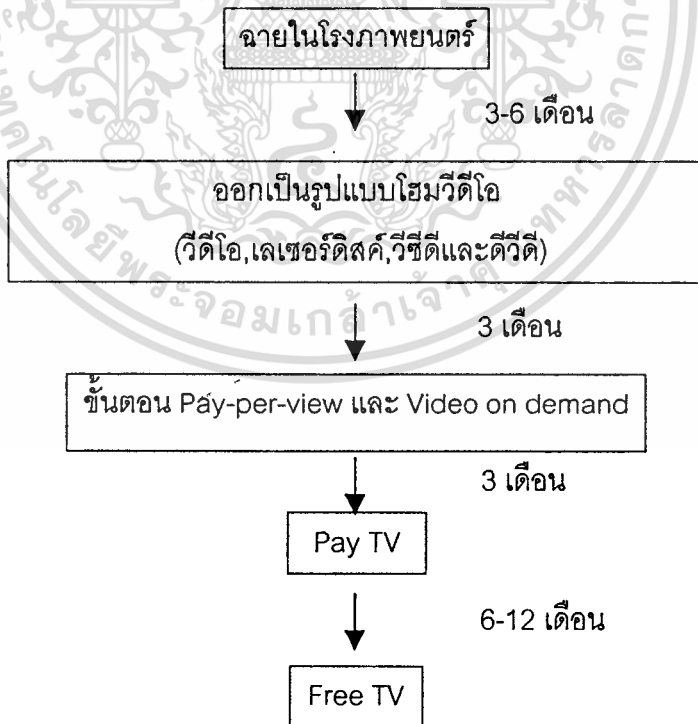 ฉายในโรงภาพยนตร์
3-6 เดือน
ออกเป็นรูปแบบโฮมวีดีโอ
(วีดีโอ,เลเซอร์ดิสค์,วีซีดีและดีวีดี)
3 เดือน
ขั้นตอน Pay-per-view และ Video on demand
3 เดือน
Pay TV
6-12 เดือน
Free TV